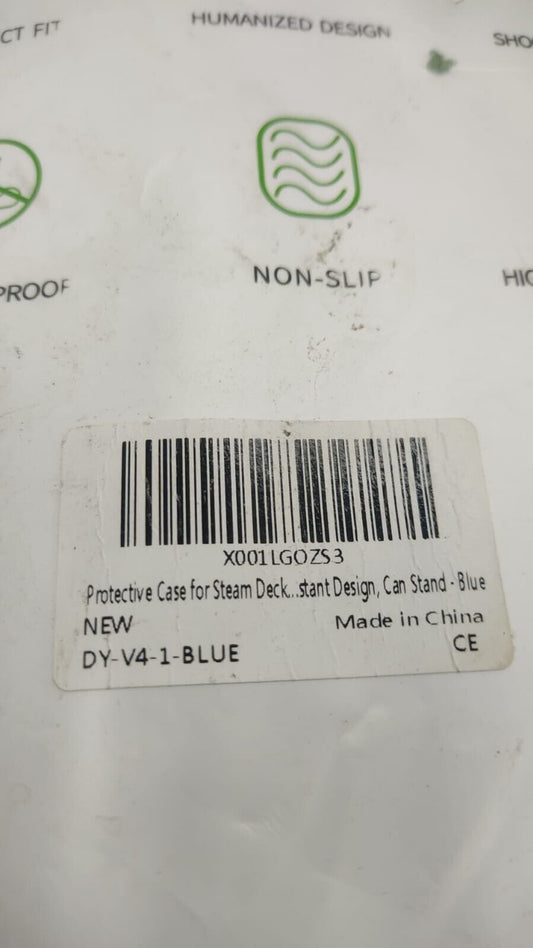 CT FIT
HUMANIZED DESIGN
SHO
PROOF
NON-SLIP
HIG
X001LGOZS3
Protective Case for Steam Deck...stant Design, Can Stand - Blue
NEW
Made in China
DY-V4-1-BLUE
CE